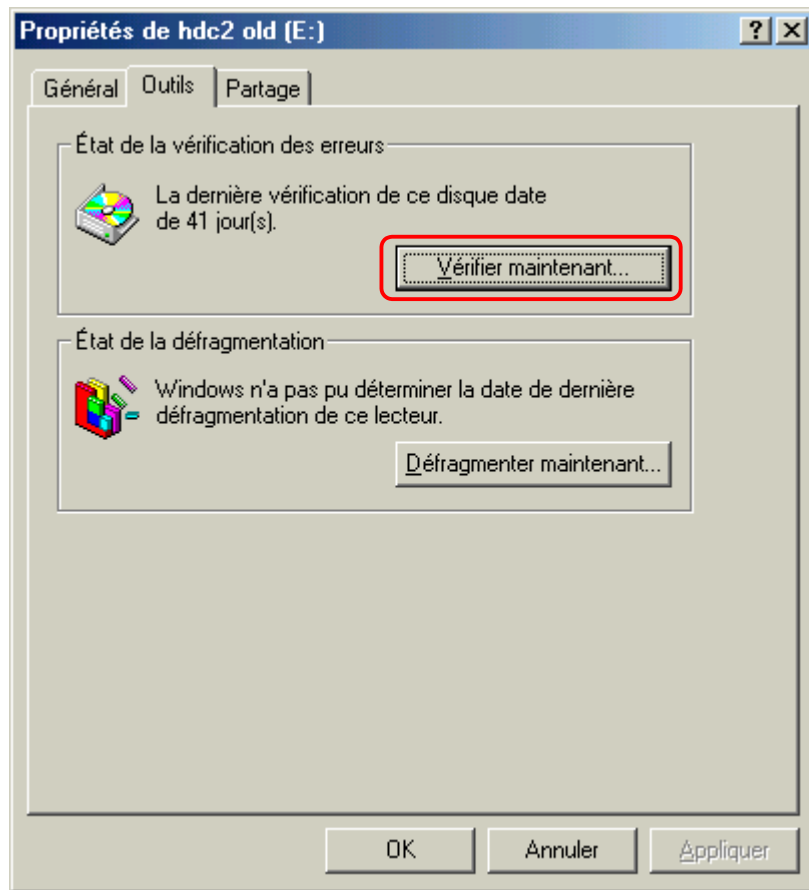 Propriétés de hdc2 old (E:)
Général Outils Partage
État de la vérification des erreurs
La dernière vérification de ce disque date
de 41 jour(s).
Vérifier maintenant...
État de la défragmentation
Windows n'a pas pu déterminer la date de dernière
défragmentation de ce lecteur.
Défragmenter maintenant...
OK Annuler Appliquer